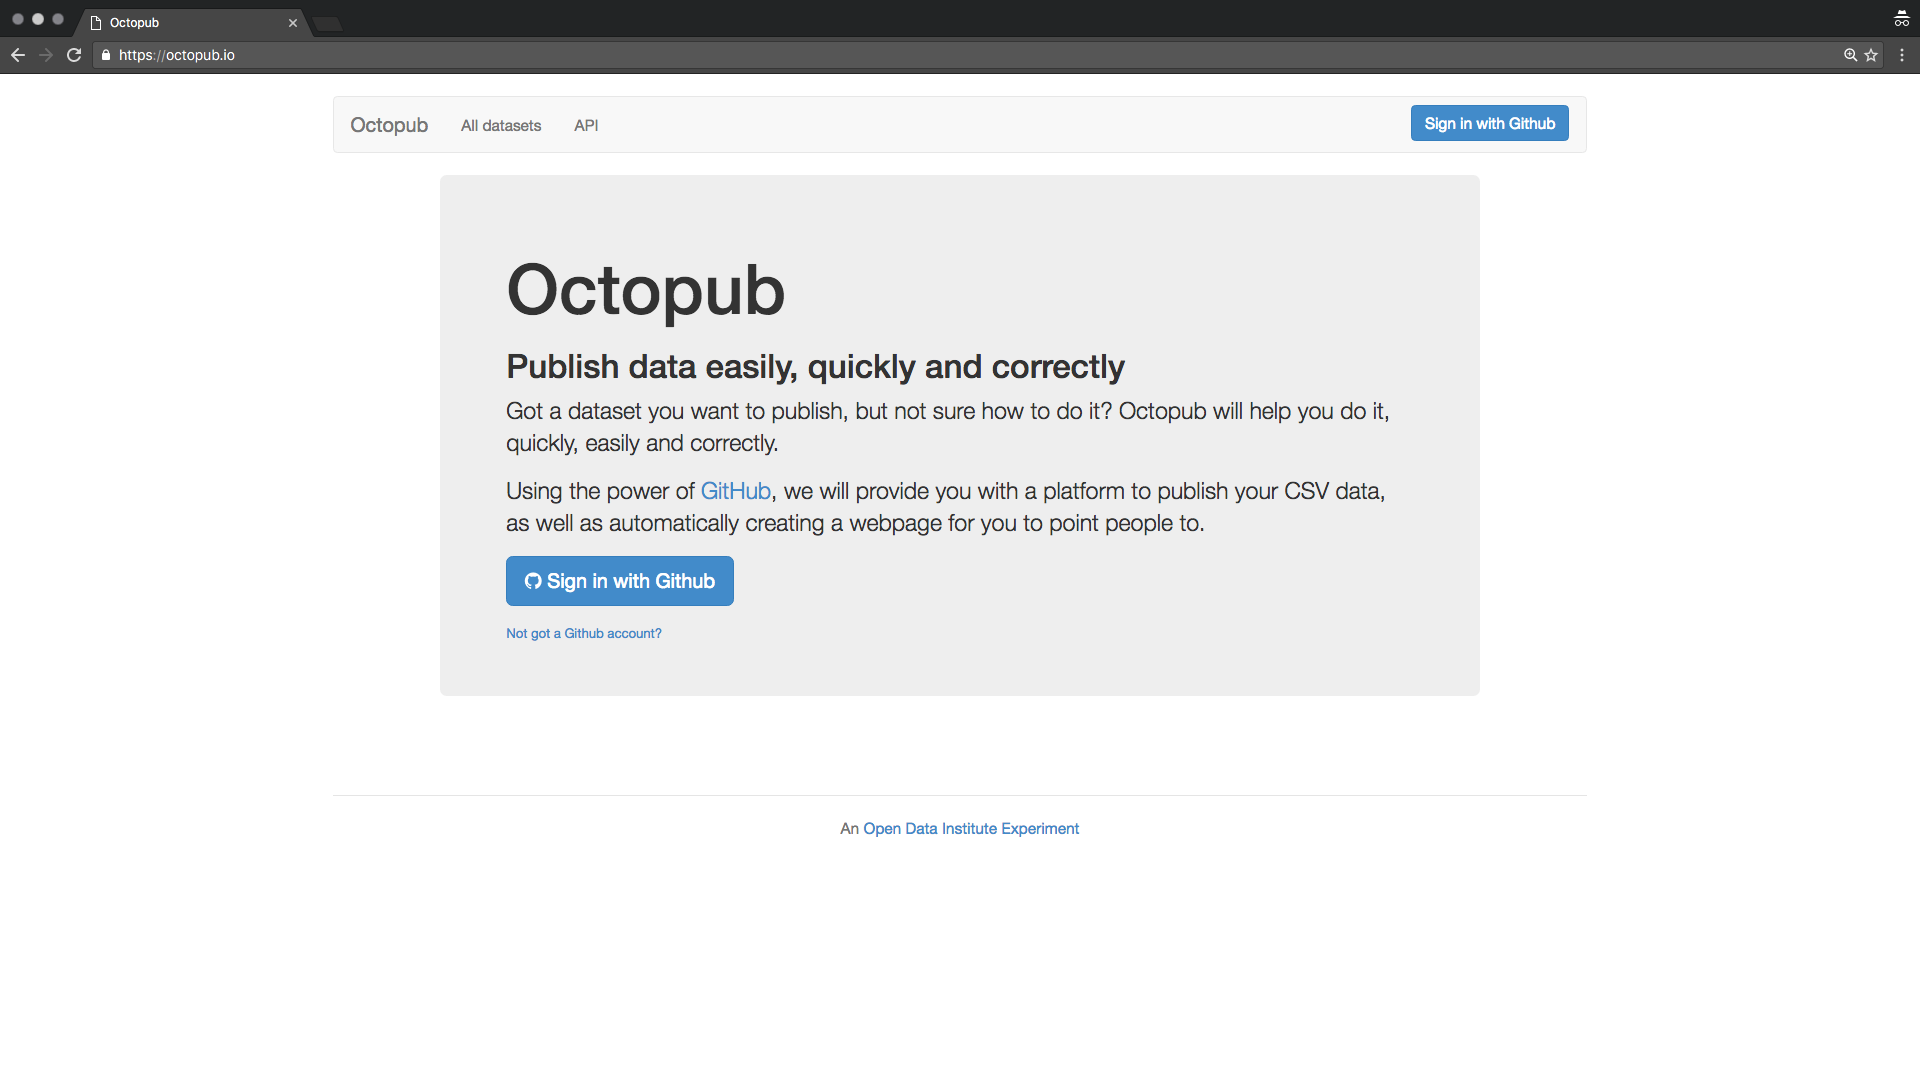 Octopub
https://octopub.io
Octopub
All datasets
API
Sign in with Github
Octopub
Publish data easily, quickly and correctly
Got a dataset you want to publish, but not sure how to do it? Octopub will help you do it,
quickly, easily and correctly.
Using the power of GitHub, we will provide you with a platform to publish your CSV data,
as well as automatically creating a webpage for you to point people to.
Sign in with Github
Not got a Github account?
An Open Data Institute Experiment